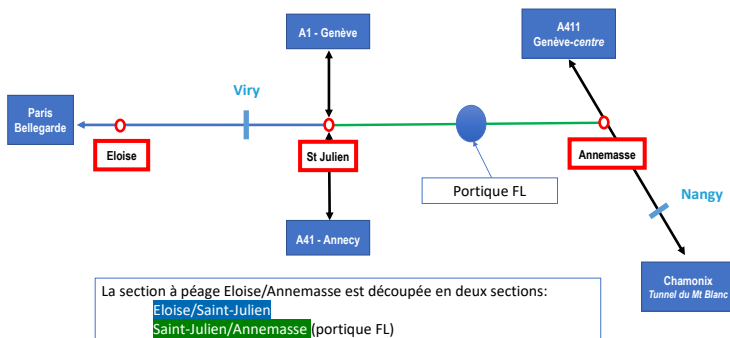 A1 - Genève
A411
Genève-centre
Viry
Paris
Bellegarde
Eloise
St Julien
Annemasse
Portique FL
Nangy
A41 - Annecy
Chamonix
Tunnel du Mt Blanc
La section à péage Eloise/Annemasse est découpée en deux sections:
Eloise/Saint-Julien
Saint-Julien/Annemasse (portique FL)